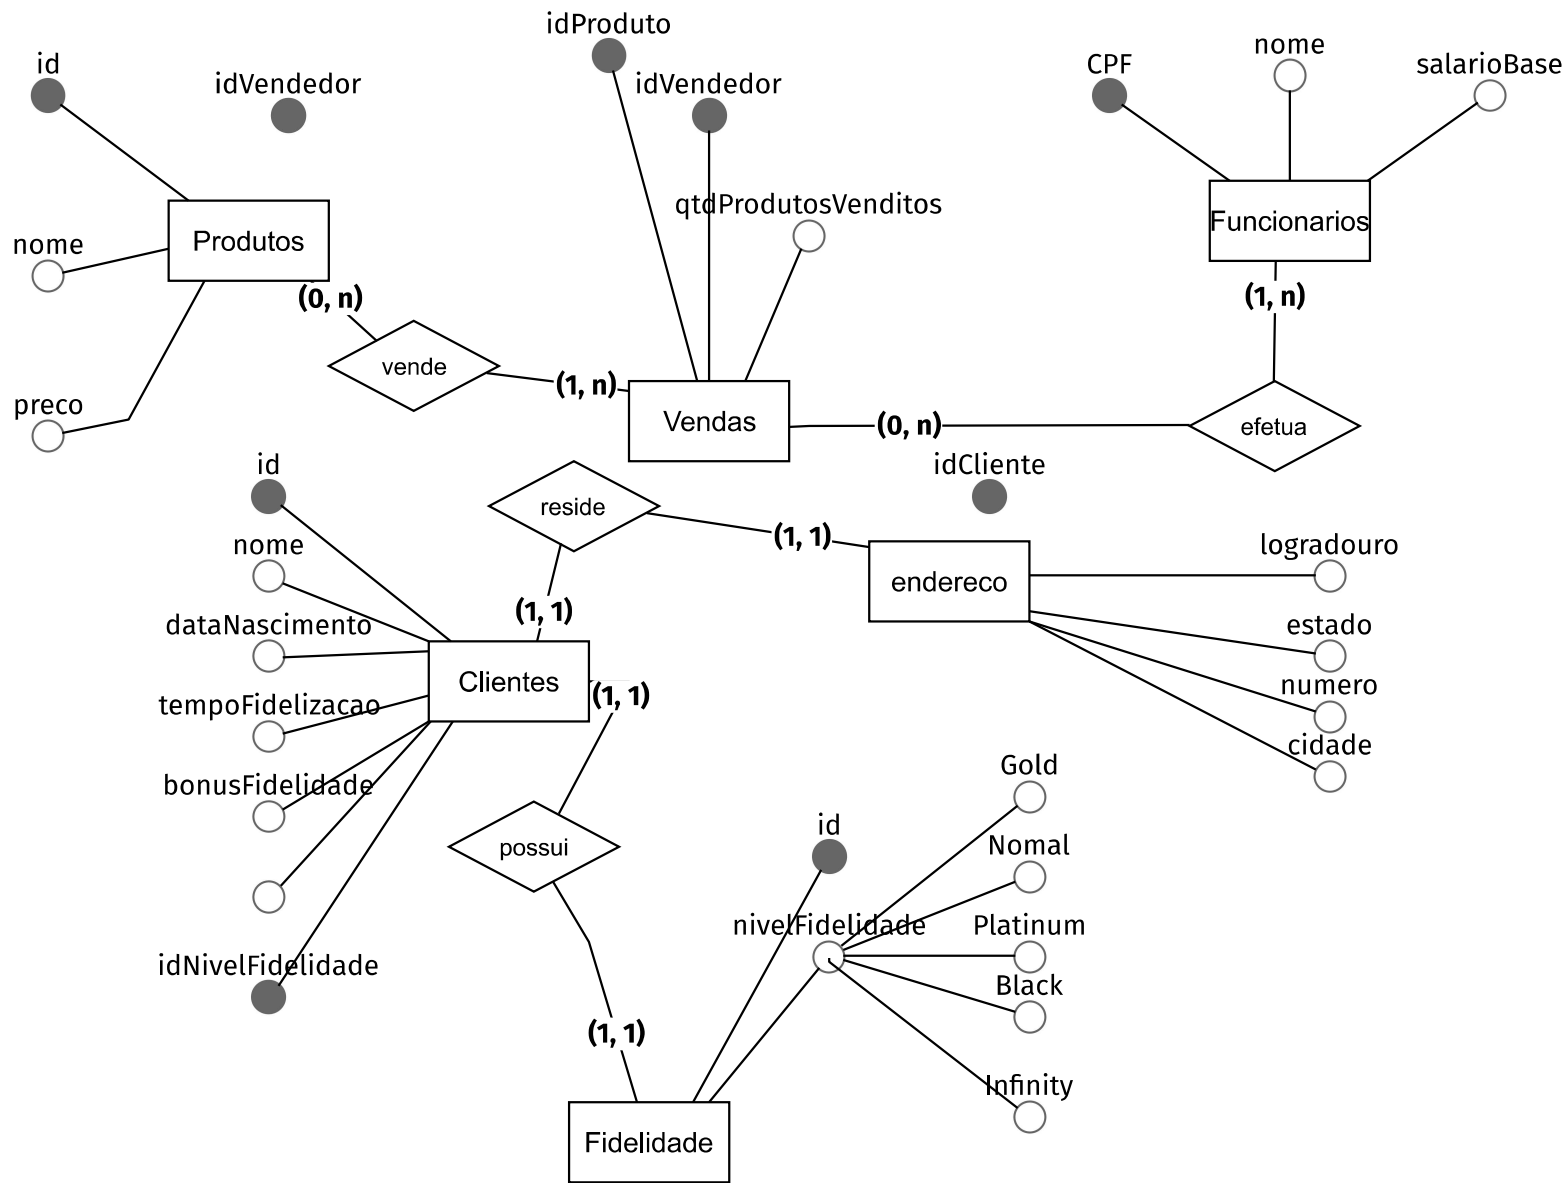 idProduto
nome
id
CPF
salarioBase
idVendedor
idVendedor
qtdProdutosVenditos
Funcionarios
nome
Produtos
(0, n)
(1, n)
vende
(1, n)
preco
Vendas
(0, n)
efetua
id
idCliente
reside
(1, 1)
nome
logradouro
endereco
(1, 1)
dataNascimento
estado
Clientes
(1, 1)
numero
tempoFidelizacao
cidade
bonusFidelidade
Gold
id
possui
Nomal
nivelFidelidade
Platinum
idNivelFidelidade
Black
(1, 1)
Infinity
Fidelidade